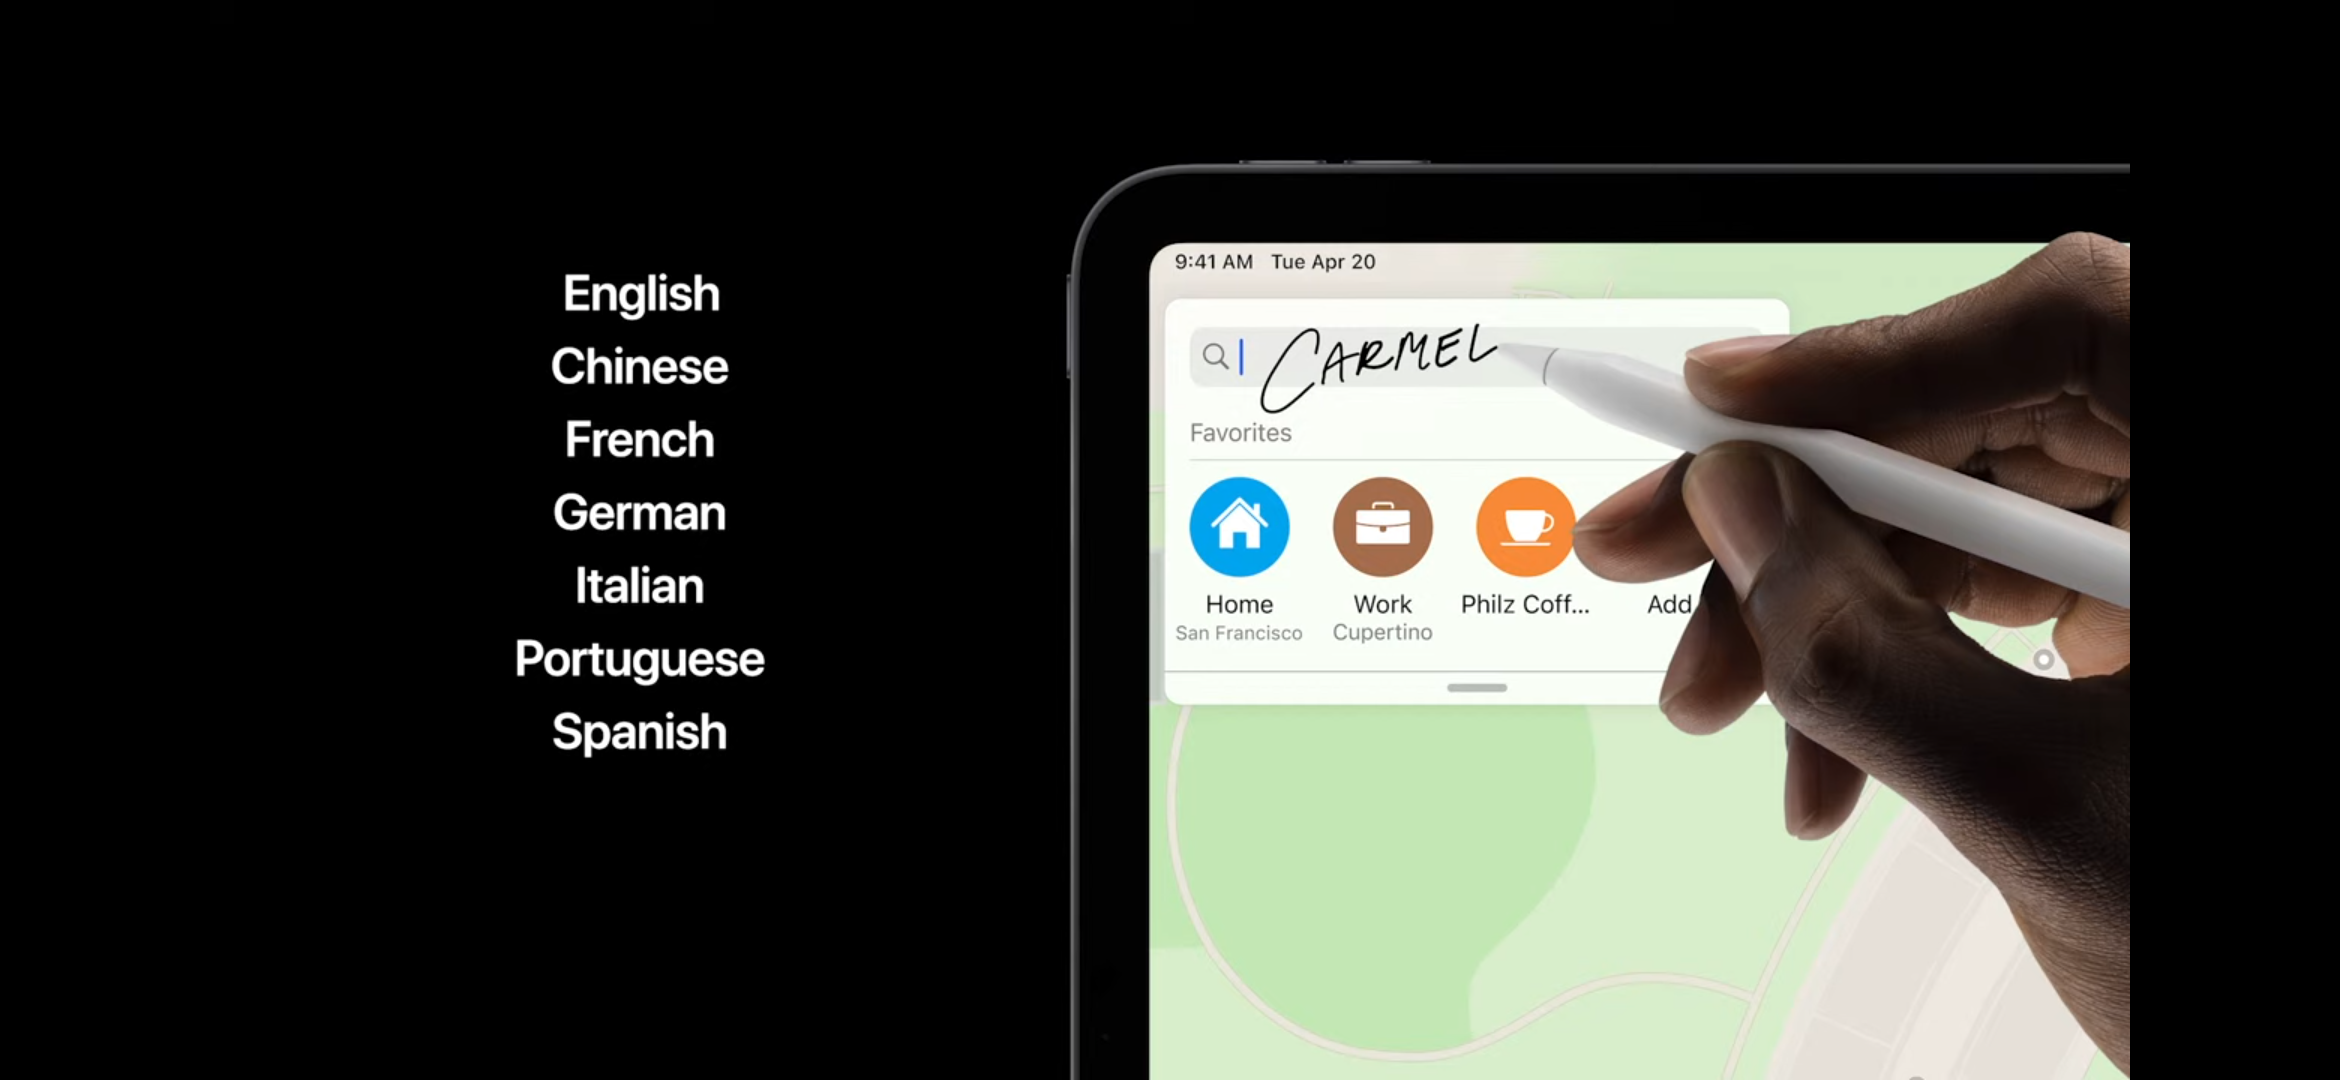 English
Chinese
French
German
Italian
Portuguese
Spanish
9:41 AM Tue Apr 20
CARMEL
Favorites
Home Work Philz Coff... Add
San Francisco Cupertino